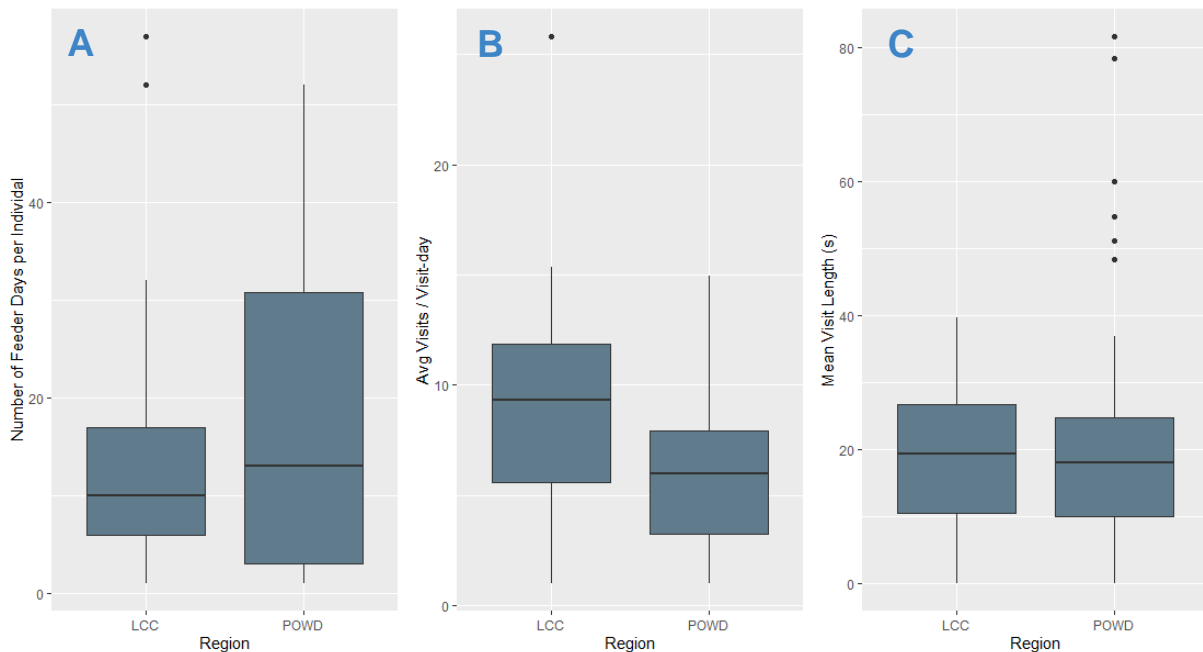 A
Number of Feeder Days per Individal
40
20
0
LCC POWD
Region
B
Avg Visits / Visit-day
20
10
0
LCC POWD
Region
C
Mean Visit Length (s)
80
60
40
20
0
LCC POWD
Region